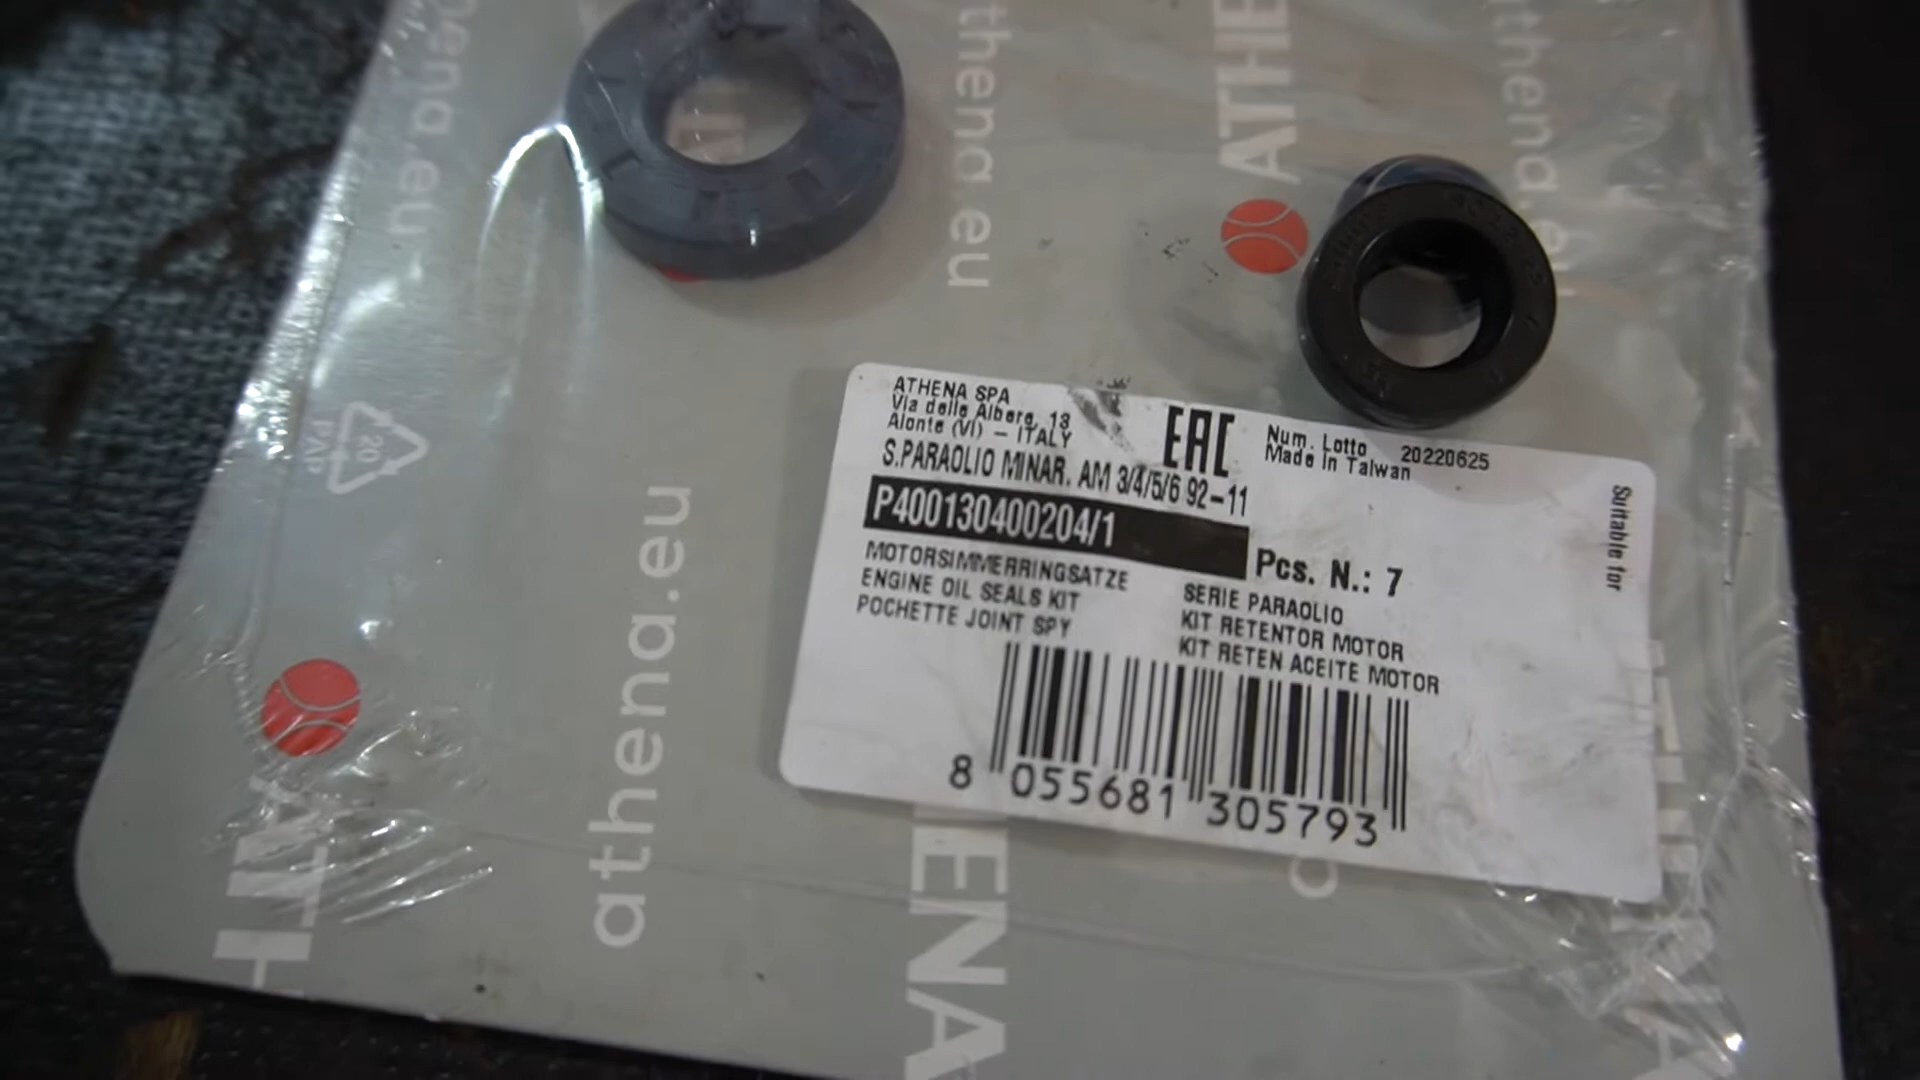 athena.eu
athena.eu
ATHE
athena.eu
20
PAP
ATHENA SPA
Via delle Albere, 13
Alonte (VI) – ITALY
EAC
Num. Lotto 20220625
Made In Taiwan
S.PARAOLIO MINAR. AM 3/4/5/6 92–11
P400130400204/1
Pcs. N.: 7
MOTORSIMMERRINGSATZE
ENGINE OIL SEALS KIT
POCHETTE JOINT SPY
SERIE PARAOLIO
KIT RETENTOR MOTOR
KIT RETEN ACEITE MOTOR
Suitable for
8 055681 305793
athena.eu
ENA